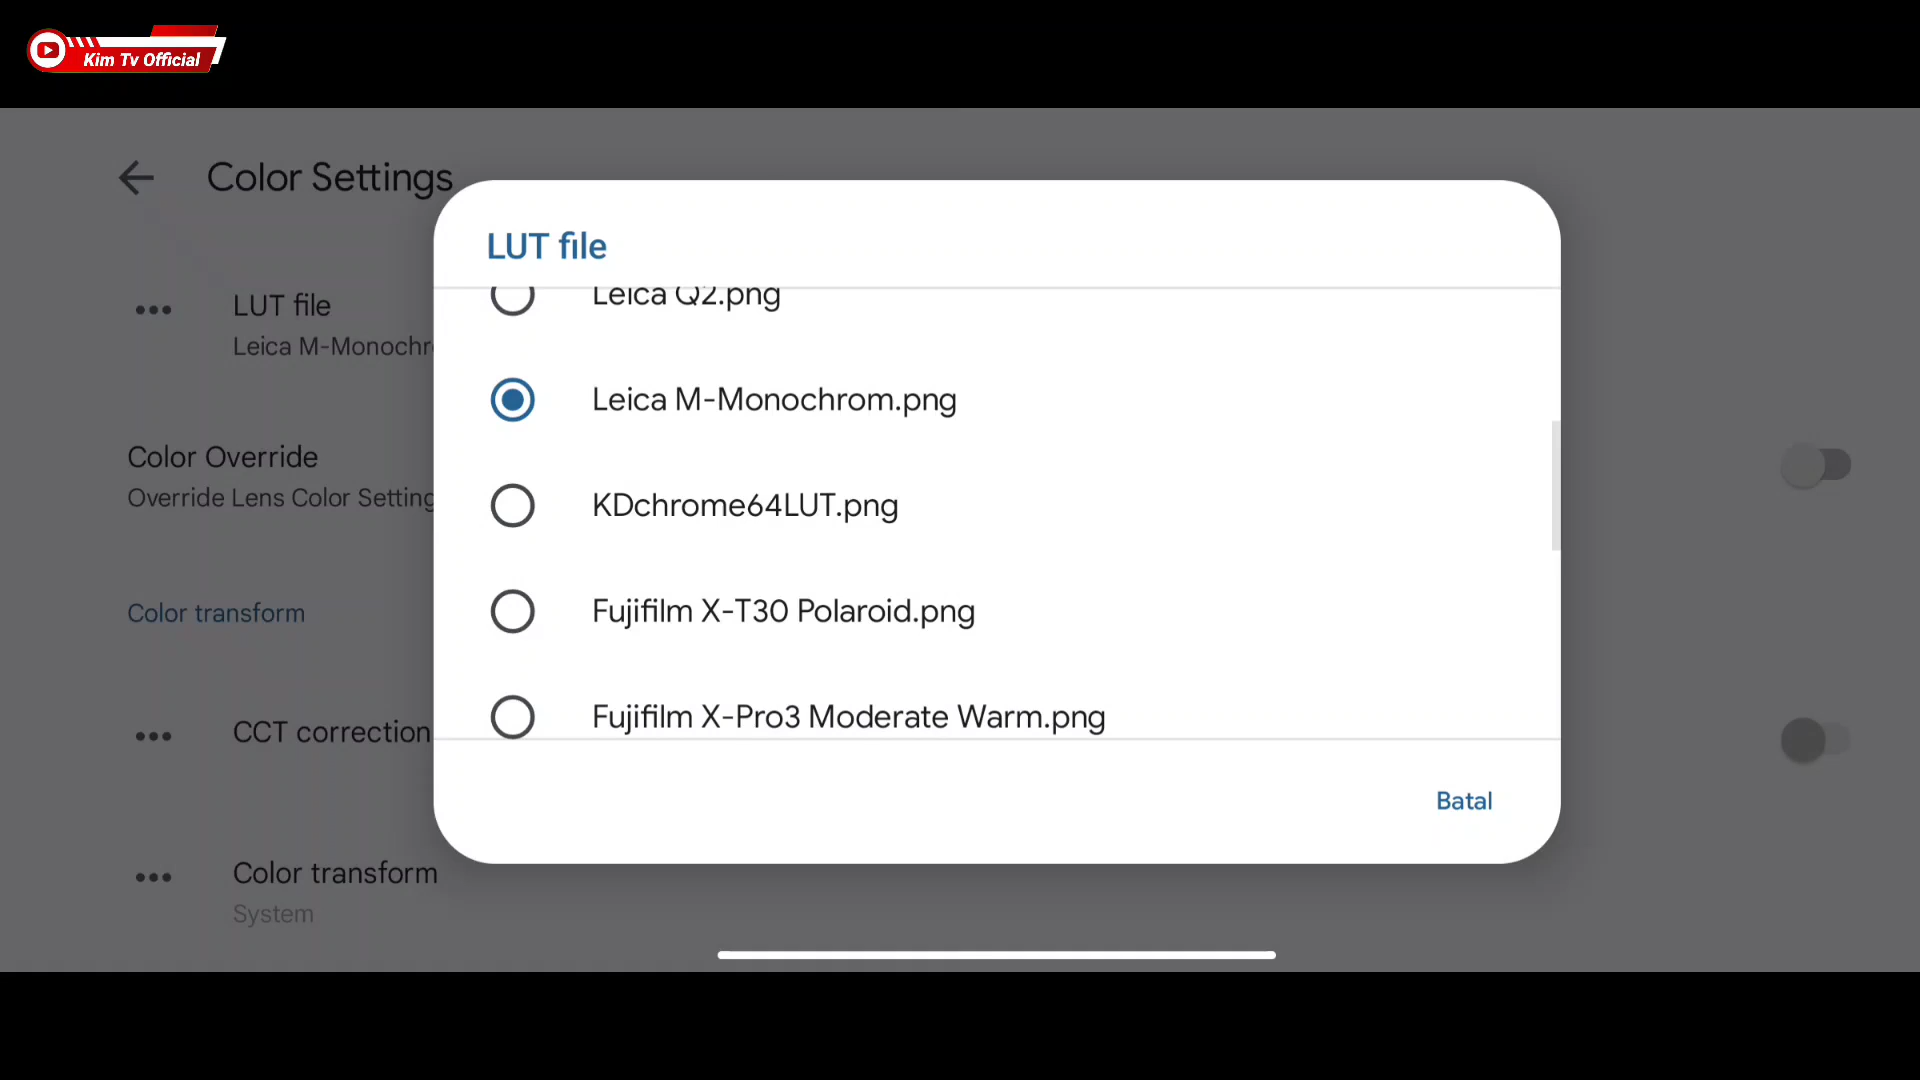 Kim Tv Official
Color Settings
LUT file
Leica M-Monochr
Color Override
Override Lens Color Setting
Color transform
CCT correction
Color transform
System
LUT file
Leica Q2.png
Leica M-Monochrom.png
KDchrome64LUT.png
Fujifilm X-T30 Polaroid.png
Fujifilm X-Pro3 Moderate Warm.png
Batal